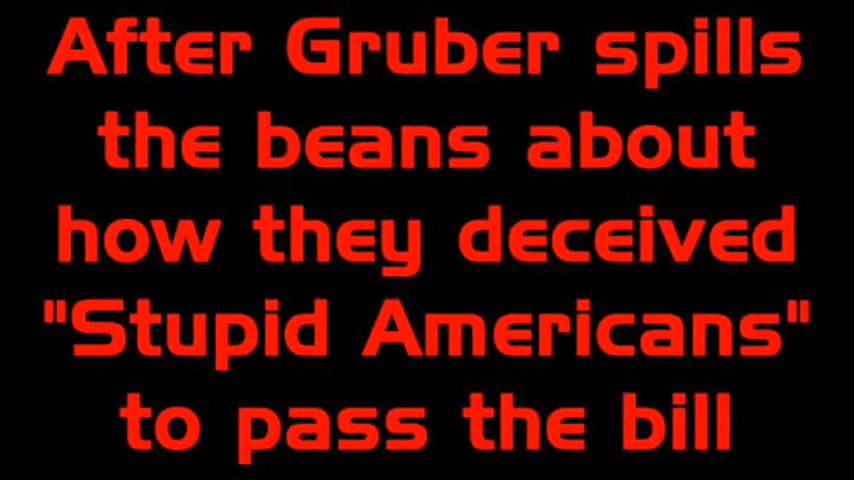 After Gruber spills
the beans about
how they deceived
"Stupid Americans"
to pass the bill